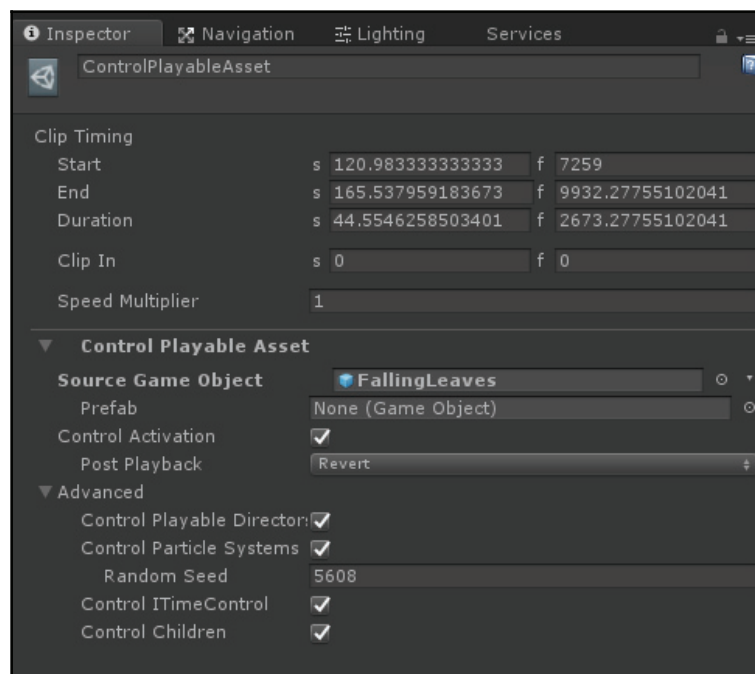 Inspector Navigation Lighting Services
ControlPlayableAsset
Clip Timing
Start s 120.983333333333 f 7259
End s 165.537959183673 f 9932.27755102041
Duration s 44.5546258503401 f 2673.27755102041
Clip In s 0 f 0
Speed Multiplier 1
Control Playable Asset
Source Game Object FallingLeaves
Prefab None (Game Object)
Control Activation
Post Playback Revert
Advanced
Control Playable Directors
Control Particle Systems
Random Seed 5608
Control ITimeControl
Control Children